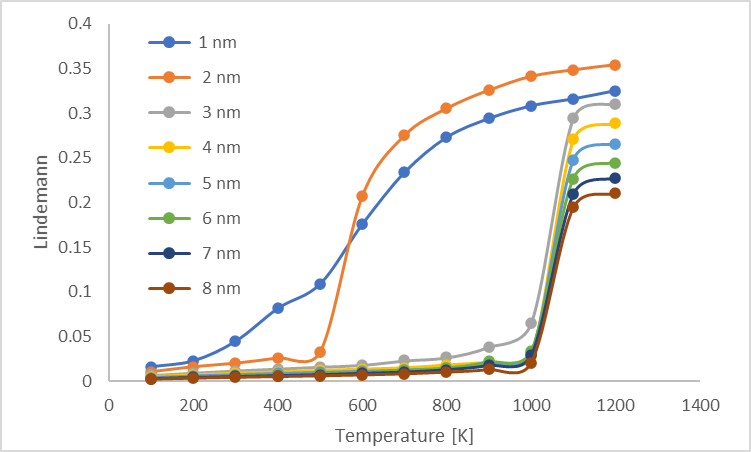 0.4
0.35
0.3
0.25
0.2
0.15
0.1
0.05
0
Lindemann
1 nm
2 nm
3 nm
4 nm
5 nm
6 nm
7 nm
8 nm
0 200 400 600 800 1000 1200 1400
Temperature [K]